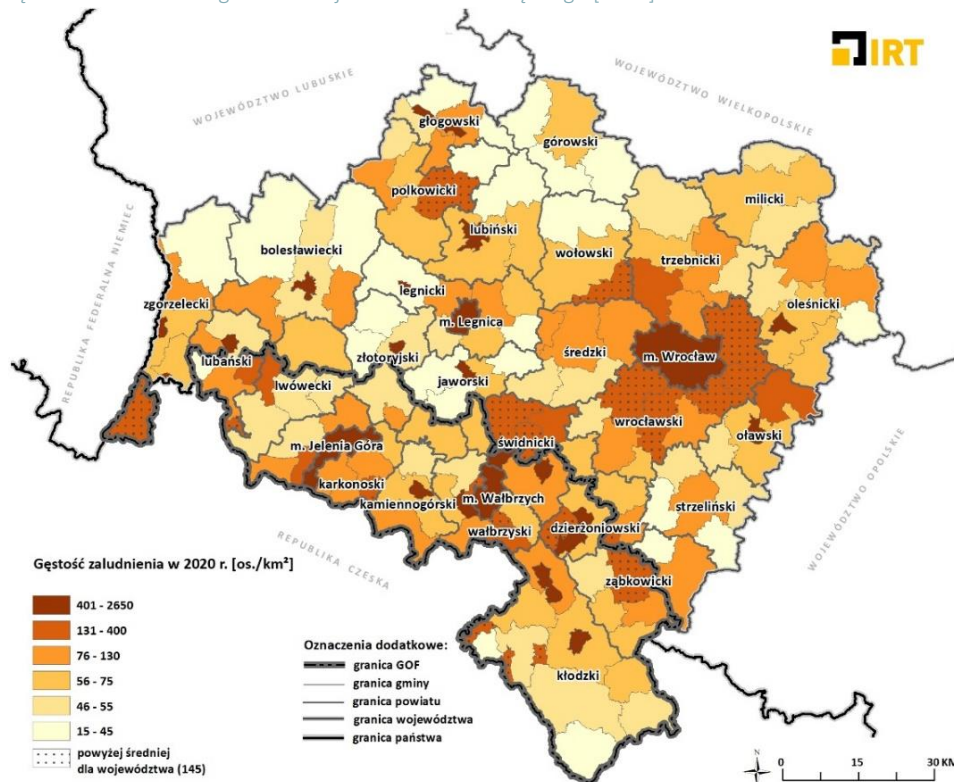 IRT
WOJEWÓDZTWO LUBUSKIE
WOJEWÓDZTWO WIELKOPOLSKIE
głogowski
górowski
polkowicki
milicki
lubiński
bolesławiecki
wołowski
trzebnicki
REPUBLIKA FEDERALNA NIEMIEC
zgorzelecki
legnicki
oleśnicki
m. Legnica
lubański
złotoryjski
średzki
m. Wrocław
lwówecki
jaworski
wrocławski
oławski
m. Jelenia Góra
świdnicki
karkonoski
kamiennogórski
m. Wałbrzych
strzeliński
WOJEWÓDZTWO OPOLSKIE
wałbrzyski
dzierżoniowski
REPUBLIKA CZESKA
ząbkowicki
kłodzki
Gęstość zaludnienia w 2020 r. [os./km²]
401 - 2650
131 - 400
76 - 130
56 - 75
46 - 55
15 - 45
powyżej średniej
dla województwa (145)
Oznaczenia dodatkowe:
granica GOF
granica gminy
granica powiatu
granica województwa
granica państwa
N
0 15 30 KM